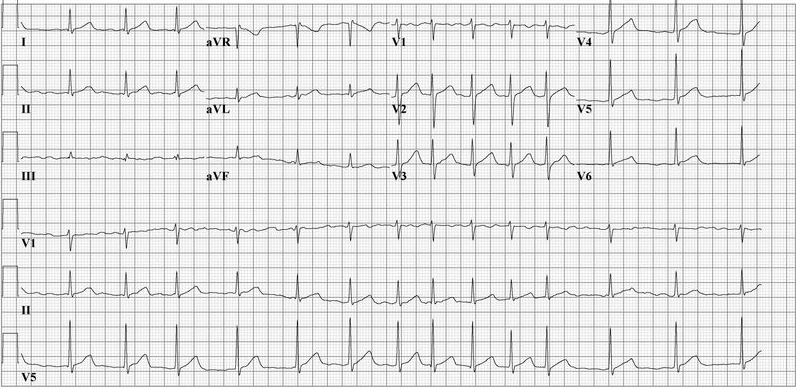 I aVR V1 V4
II aVL V2 V5
III aVF V3 V6
V1
II
V5